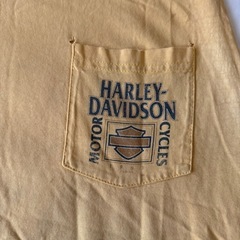 HARLEY-
DAVIDSON
MOTOR
CYCLES